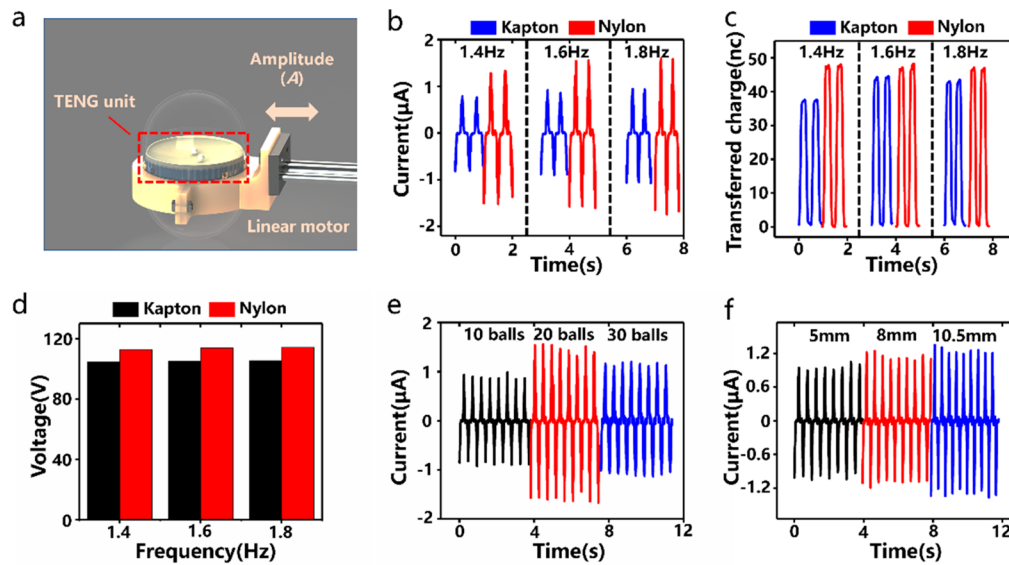 a
TENG unit
Amplitude
(A)
Linear motor
b
Kapton Nylon
1.4Hz 1.6Hz 1.8Hz
Current(μA)
2
1
0
-1
-2
0 2 4 6 8
Time(s)
c
Kapton Nylon
1.4Hz 1.6Hz 1.8Hz
Transferred charge(nc)
50
40
30
20
10
0
0 2 4 6 8
Time(s)
d
Kapton Nylon
Voltage(V)
120
80
40
0
1.4 1.6 1.8
Frequency(Hz)
e
10 balls 20 balls 30 balls
Current(μA)
2
1
0
-1
-2
0 4 8 12
Time(s)
f
5mm 8mm 10.5mm
Current(μA)
1.2
0.6
0.0
-0.6
-1.2
0 4 8 12
Time(s)